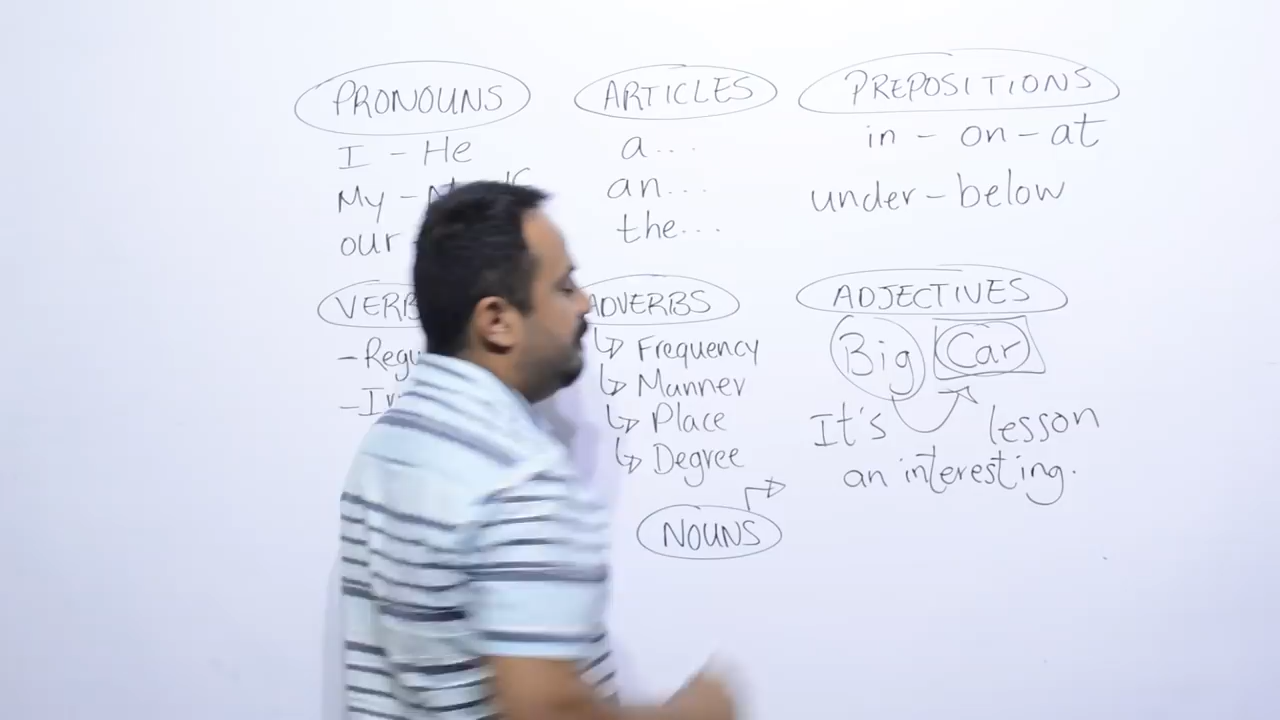 PRONOUNS
I - He
My -
our
ARTICLES
a...
an...
the...
PREPOSITIONS
in - on - at
under - below
ADVERBS
Frequency
Manner
Place
Degree
ADJECTIVES
Big Car
It's lesson
an interesting.
NOUNS